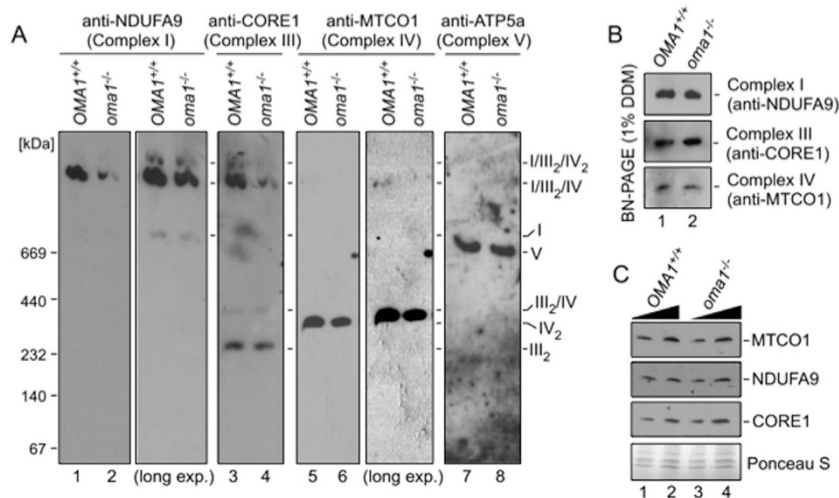 A
anti-NDUFA9 anti-CORE1 anti-MTCO1 anti-ATP5a
(Complex I) (Complex III) (Complex IV) (Complex V)
OMA1+/+ oma1-/- OMA1+/+ oma1-/- OMA1+/+ oma1-/- OMA1+/+ oma1-/- OMA1+/+ oma1-/- OMA1+/+ oma1-/-
[kDa]
669
440
232
140
67
I/III2/IV2
I/III2/IV
I
V
III2/IV
IV2
III2
1 2 (long exp.) 3 4 5 6 (long exp.) 7 8
B
OMA1+/+ oma1-/-
BN-PAGE (1% DDM)
Complex I
(anti-NDUFA9)
Complex III
(anti-CORE1)
Complex IV
(anti-MTCO1)
1 2
C
OMA1+/+ oma1-/-
MTCO1
NDUFA9
CORE1
Ponceau S
1 2 3 4